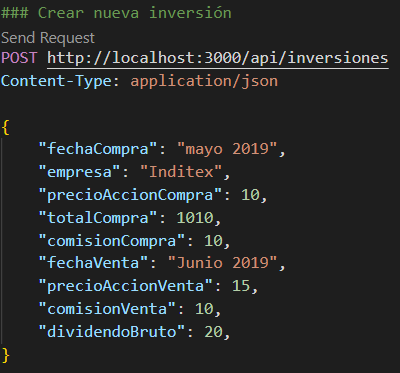 ### Crear nueva inversión
Send Request
POST http://localhost:3000/api/inversiones
Content-Type: application/json
{
"fechaCompra": "mayo 2019",
"empresa": "Inditex",
"precioAccionCompra": 10,
"totalCompra": 1010,
"comisionCompra": 10,
"fechaVenta": "Junio 2019",
"precioAccionVenta": 15,
"comisionVenta": 10,
"dividendoBruto": 20,
}